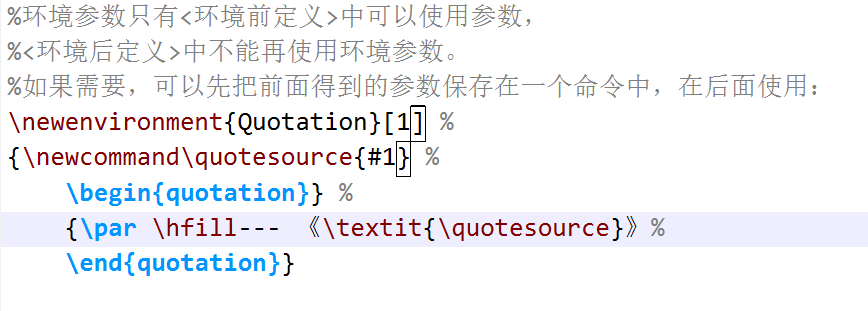 %环境参数只有<环境前定义>中可以使用参数，
%<环境后定义>中不能再使用环境参数。
%如果需要，可以先把前面得到的参数保存在一个命令中，在后面使用：
\newenvironment{Quotation}[1] %
{\newcommand\quotesource{#1} %
    \begin{quotation}} %
    {\par \hfill--- 《\textit{\quotesource}》%
    \end{quotation}}